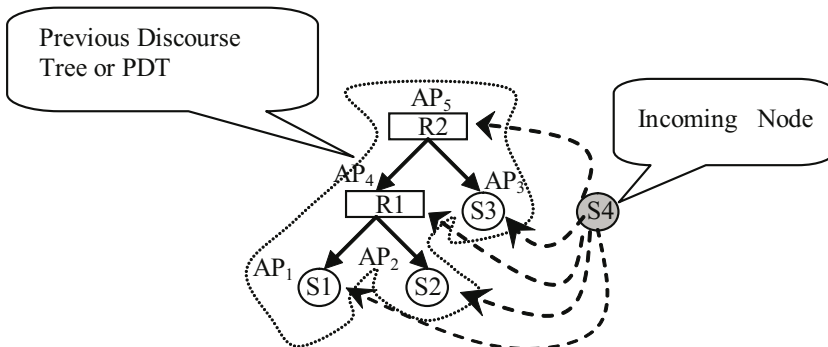 Previous Discourse
Tree or PDT
AP5
R2
Incoming Node
AP4
AP3
R1
S3
S4
AP1
AP2
S1
S2